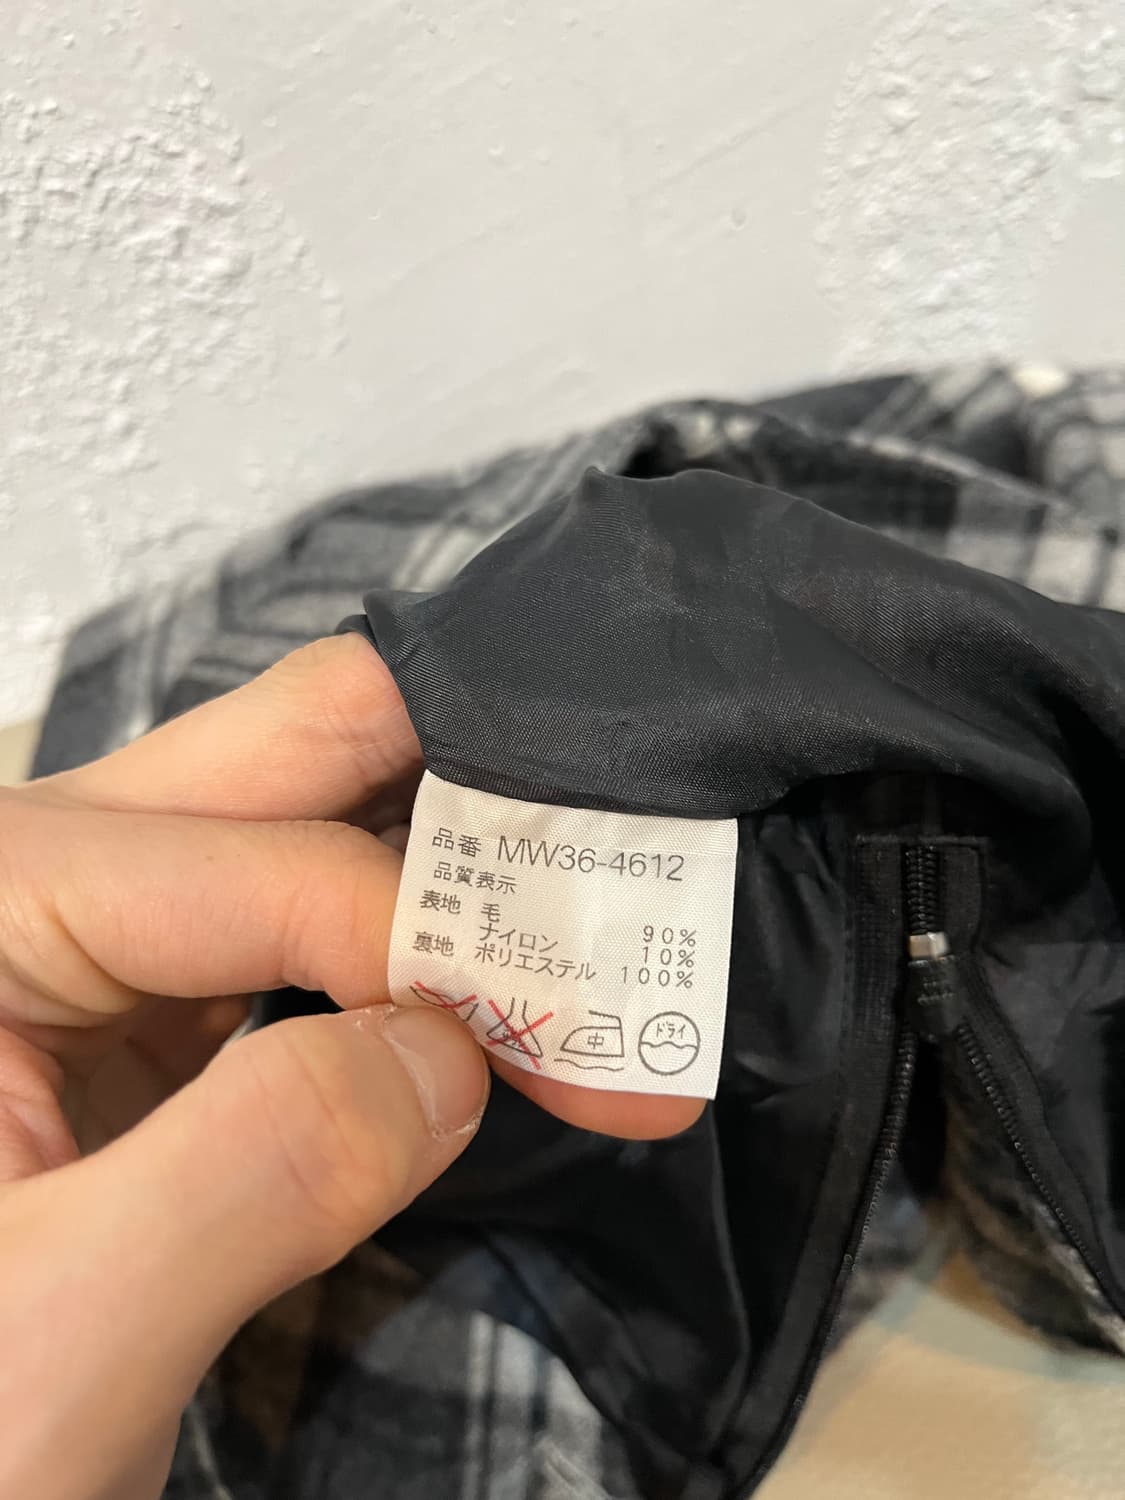 品番 MW36-4612
品質表示
表地 毛 90%
ナイロン 10%
裏地 ポリエステル 100%
中 ドライ